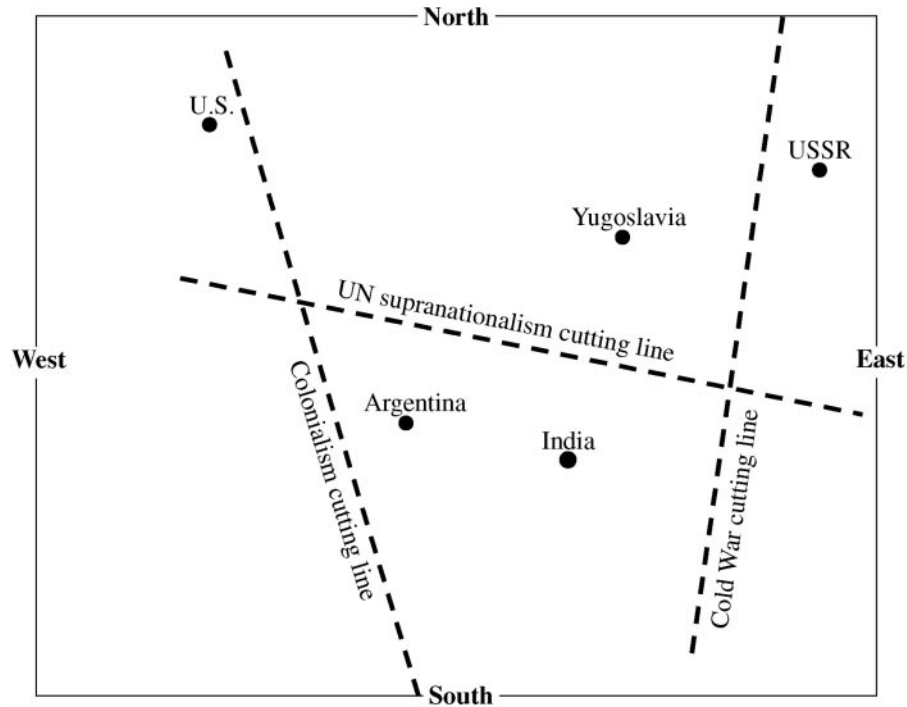 North
U.S.
USSR
Yugoslavia
UN supranationalism cutting line
West
East
Colonialism cutting line
Argentina
India
Cold War cutting line
South